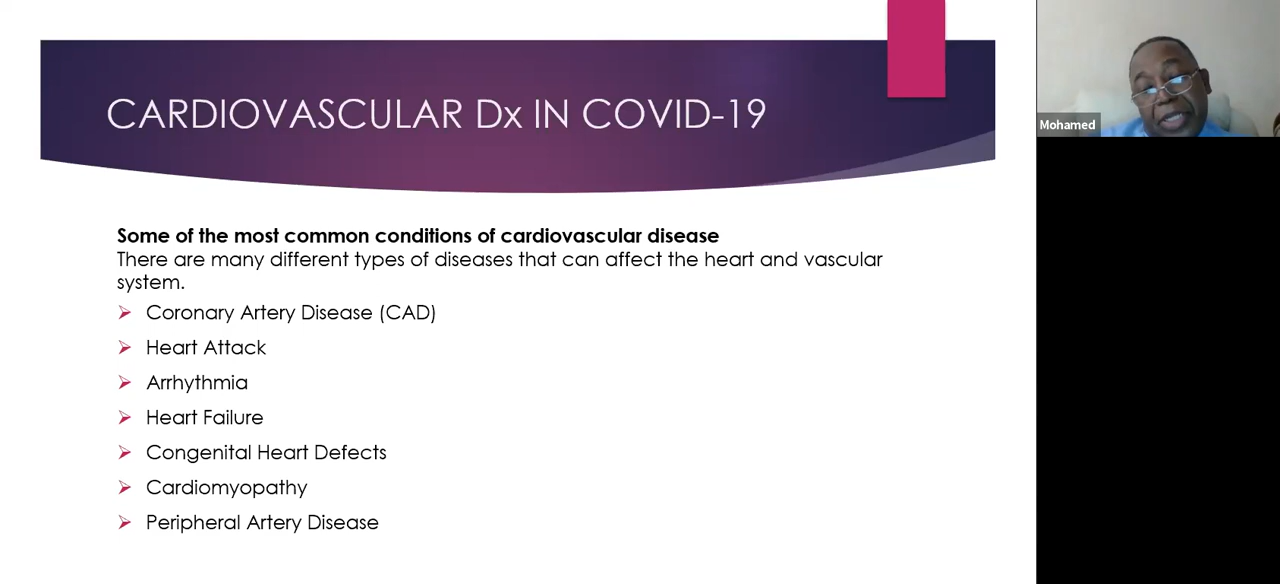 CARDIOVASCULAR Dx IN COVID-19
Some of the most common conditions of cardiovascular disease
There are many different types of diseases that can affect the heart and vascular
system.
Coronary Artery Disease (CAD)
Heart Attack
Arrhythmia
Heart Failure
Congenital Heart Defects
Cardiomyopathy
Peripheral Artery Disease
Mohamed